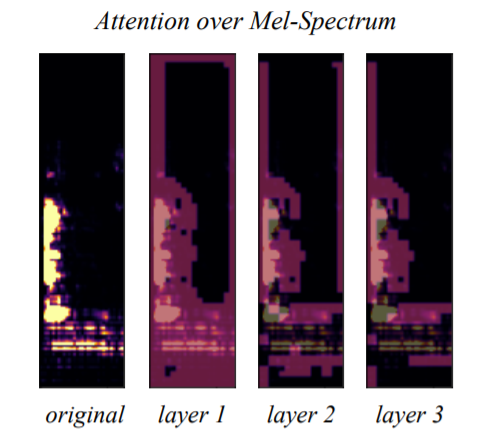 Attention over Mel-Spectrum
original layer 1 layer 2 layer 3